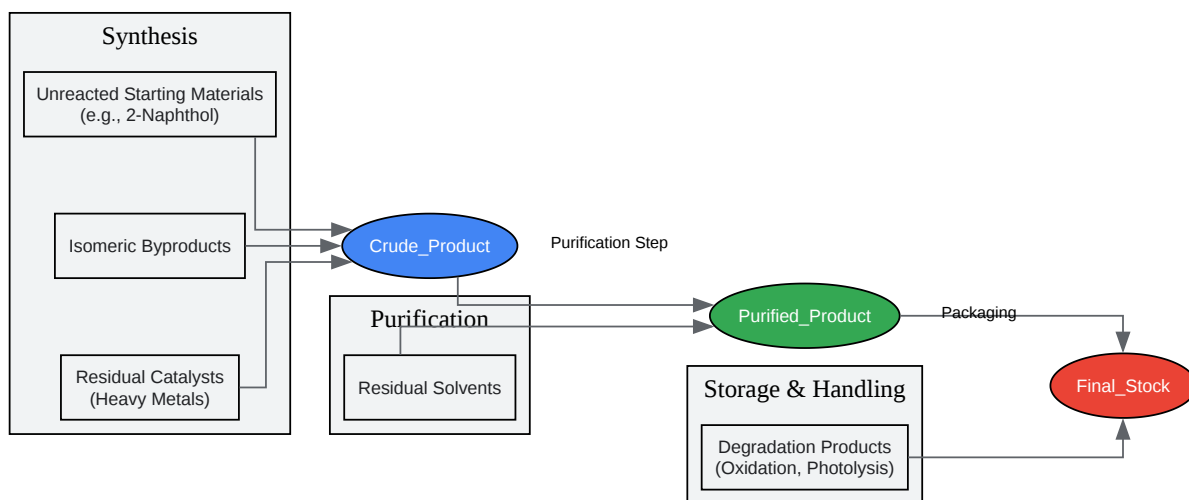 Synthesis
Unreacted Starting Materials
(e.g., 2-Naphthol)
Isomeric Byproducts
Residual Catalysts
(Heavy Metals)
Crude_Product
Purification Step
Purification
Residual Solvents
Purified_Product
Packaging
Storage & Handling
Degradation Products
(Oxidation, Photolysis)
Final_Stock